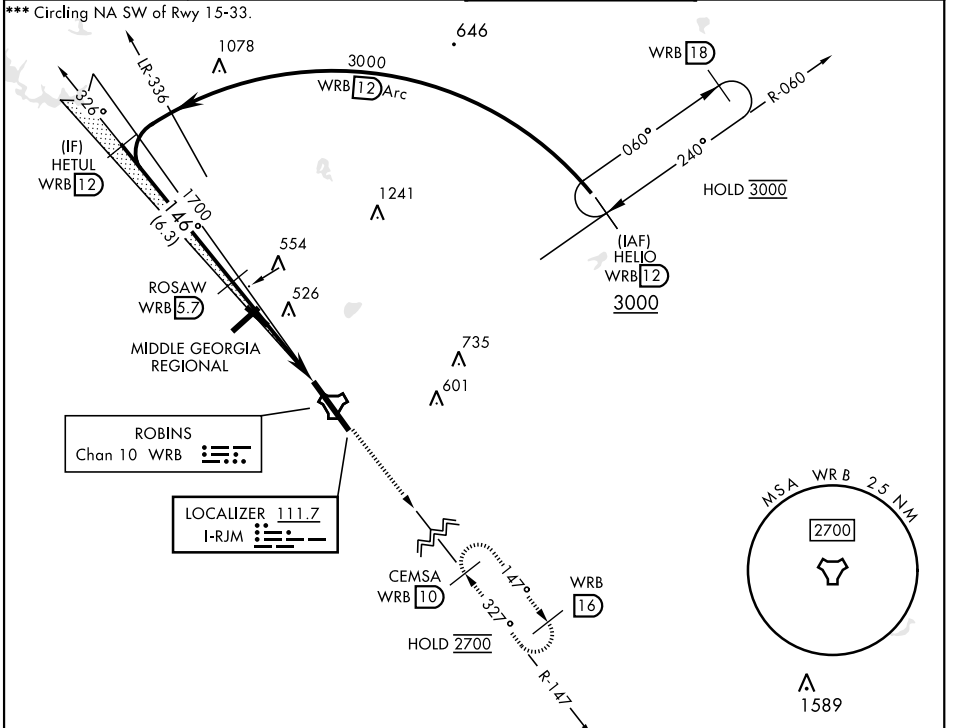 *** Circling NA SW of Rwy 15-33.
646
1078
LR-336
3000
WRB 12 Arc
WRB 18
R-060
060°
240°
HOLD 3000
326°
(IF)
HETUL
WRB 12
1700
146°
(6.3)
1241
(IAF)
HELIO
WRB 12
3000
554
ROSAW
WRB 5.7
526
MIDDLE GEORGIA
REGIONAL
735
601
ROBINS
Chan 10 WRB
LOCALIZER 111.7
I-RJM
MSA WRB 25 NM
2700
CEMSA
WRB 10
147°
327°
WRB
16
HOLD 2700
R-147
1589